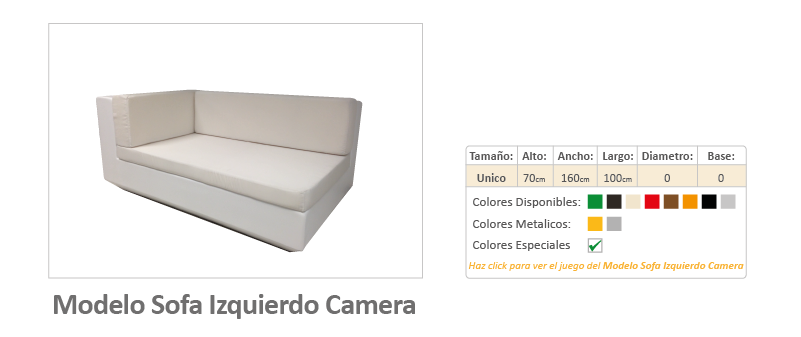 Modelo Sofa Izquierdo Camera
Tamaño: Alto: Ancho: Largo: Diametro: Base:
Unico 70cm 160cm 100cm 0 0
Colores Disponibles:
Colores Metalicos:
Colores Especiales
Haz click para ver el juego del Modelo Sofa Izquierdo Camera